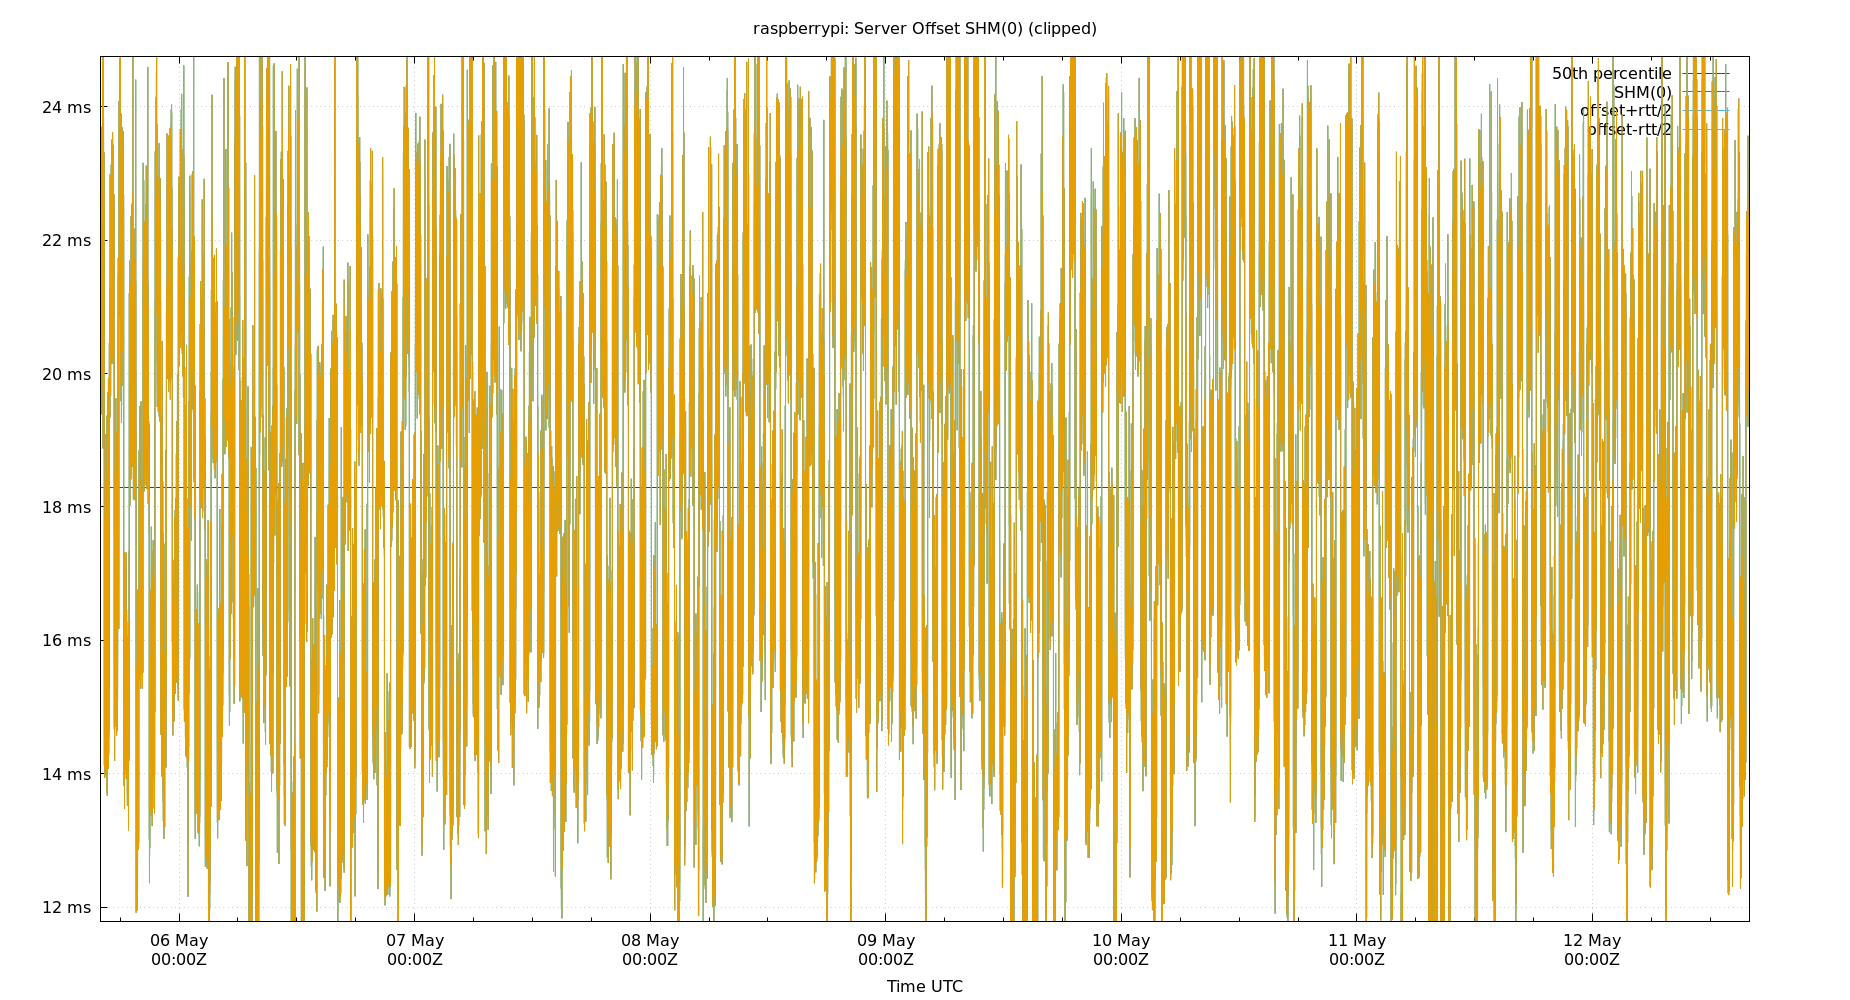 raspberrypi: Server Offset SHM(0) (clipped)
50th percentile
SHM(0)
offset+rtt/2
offset-rtt/2
24 ms
22 ms
20 ms
18 ms
16 ms
14 ms
12 ms
06 May 07 May 08 May 09 May 10 May 11 May 12 May
00:00Z 00:00Z 00:00Z 00:00Z 00:00Z 00:00Z 00:00Z
Time UTC